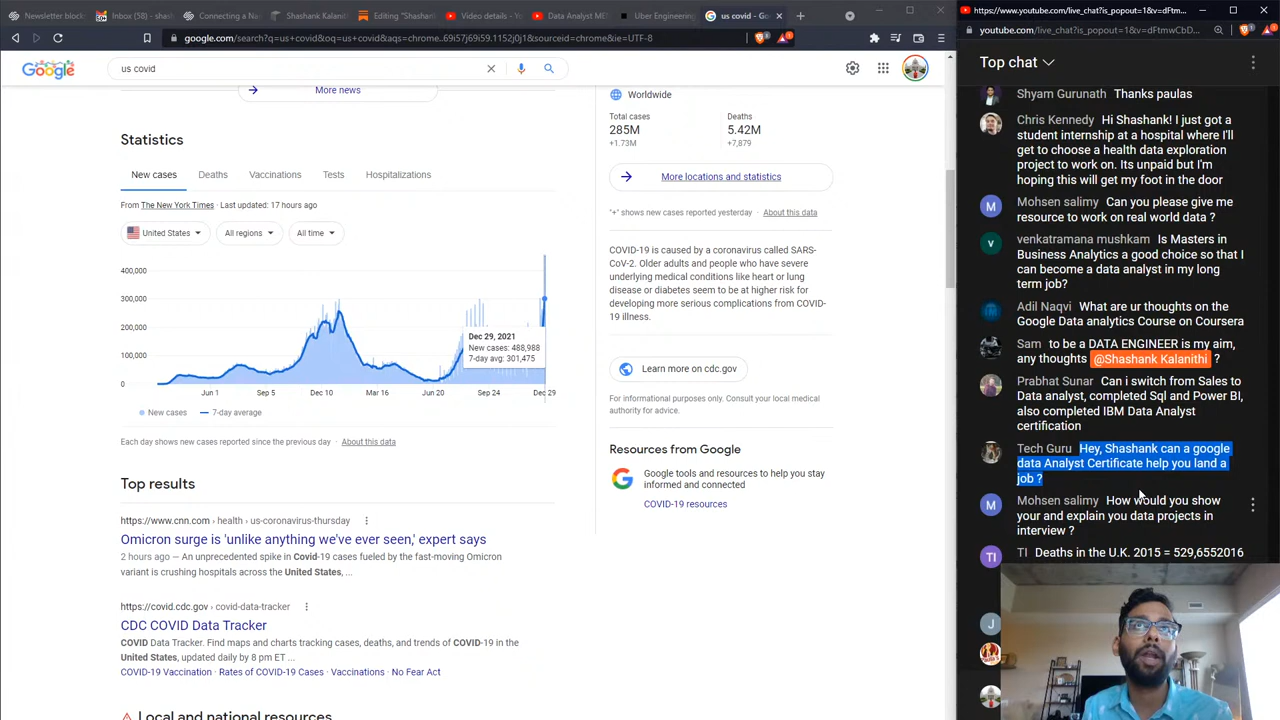 Newsletter block
Inbox (58) - shash
Connecting a Na
Shashank Kalanit
Editing "Shashar
Video details - Yo
Data Analyst ME
Uber Engineering
us covid - Goo
https://www.youtube.com/live_chat?is_popout=1&v=dFtm...
google.com/search?q=us+covid&oq=us+covid&aqs=chrome..69i57j69i59.1152j0j1&sourceid=chrome&ie=UTF-8
youtube.com/live_chat?is_popout=1&v=dFtmwCbD...
Google
us covid
Top chat
More news
Statistics
New cases
Deaths
Vaccinations
Tests
Hospitalizations
From The New York Times · Last updated: 17 hours ago
United States
All regions
All time
400,000
300,000
200,000
100,000
0
Dec 29, 2021
New cases: 488,988
7-day avg: 301,475
Jun 1
Sep 5
Dec 10
Mar 16
Jun 20
Sep 24
Dec 29
New cases
7-day average
Each day shows new cases reported since the previous day · About this data
Top results
https://www.cnn.com › health › us-coronavirus-thursday
Omicron surge is 'unlike anything we've ever seen,' expert says
2 hours ago — An unprecedented spike in Covid-19 cases fueled by the fast-moving Omicron
variant is crushing hospitals across the United States, ...
https://covid.cdc.gov › covid-data-tracker
CDC COVID Data Tracker
COVID Data Tracker. Find maps and charts tracking cases, deaths, and trends of COVID-19 in the
United States, updated daily by 8 pm ET ...
COVID-19 Vaccination · Rates of COVID-19 Cases · Vaccinations · No Fear Act
Local and national resources
Worldwide
Total cases
285M
+1.73M
Deaths
5.42M
+7,879
More locations and statistics
"+" shows new cases reported yesterday · About this data
COVID-19 is caused by a coronavirus called SARS-
CoV-2. Older adults and people who have severe
underlying medical conditions like heart or lung
disease or diabetes seem to be at higher risk for
developing more serious complications from COVID-
19 illness.
Learn more on cdc.gov
For informational purposes only. Consult your local medical
authority for advice.
Resources from Google
Google tools and resources to help you stay
informed and connected
COVID-19 resources
Shyam Gurunath Thanks paulas
Chris Kennedy Hi Shashank! I just got a
student internship at a hospital where I'll
get to choose a health data exploration
project to work on. Its unpaid but I'm
hoping this will get my foot in the door
M
Mohsen salimy Can you please give me
resource to work on real world data ?
v
venkatramana mushkam Is Masters in
Business Analytics a good choice so that I
can become a data analyst in my long
term job?
Adil Naqvi What are ur thoughts on the
Google Data analytics Course on Coursera
Sam to be a DATA ENGINEER is my aim,
any thoughts @Shashank Kalanithi ?
Prabhat Sunar Can i switch from Sales to
Data analyst, completed Sql and Power BI,
also completed IBM Data Analyst
certification
Tech Guru Hey, Shashank can a google
data Analyst Certificate help you land a
job ?
M
Mohsen salimy How would you show
your and explain you data projects in
interview ?
TI
TI Deaths in the U.K. 2015 = 529,6552016
J